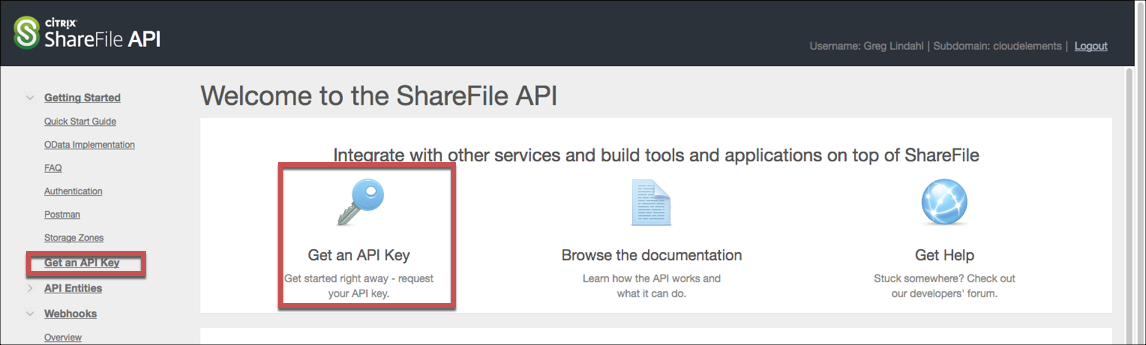 CİTRIX
ShareFile API
Username: Greg Lindahl | Subdomain: cloudelements | Logout
Getting Started
Quick Start Guide
OData Implementation
FAQ
Authentication
Postman
Storage Zones
Get an API Key
API Entities
Webhooks
Overview
Welcome to the ShareFile API
Integrate with other services and build tools and applications on top of ShareFile
Get an API Key
Get started right away - request
your API key.
Browse the documentation
Learn how the API works and
what it can do.
Get Help
Stuck somewhere? Check out
our developers' forum.